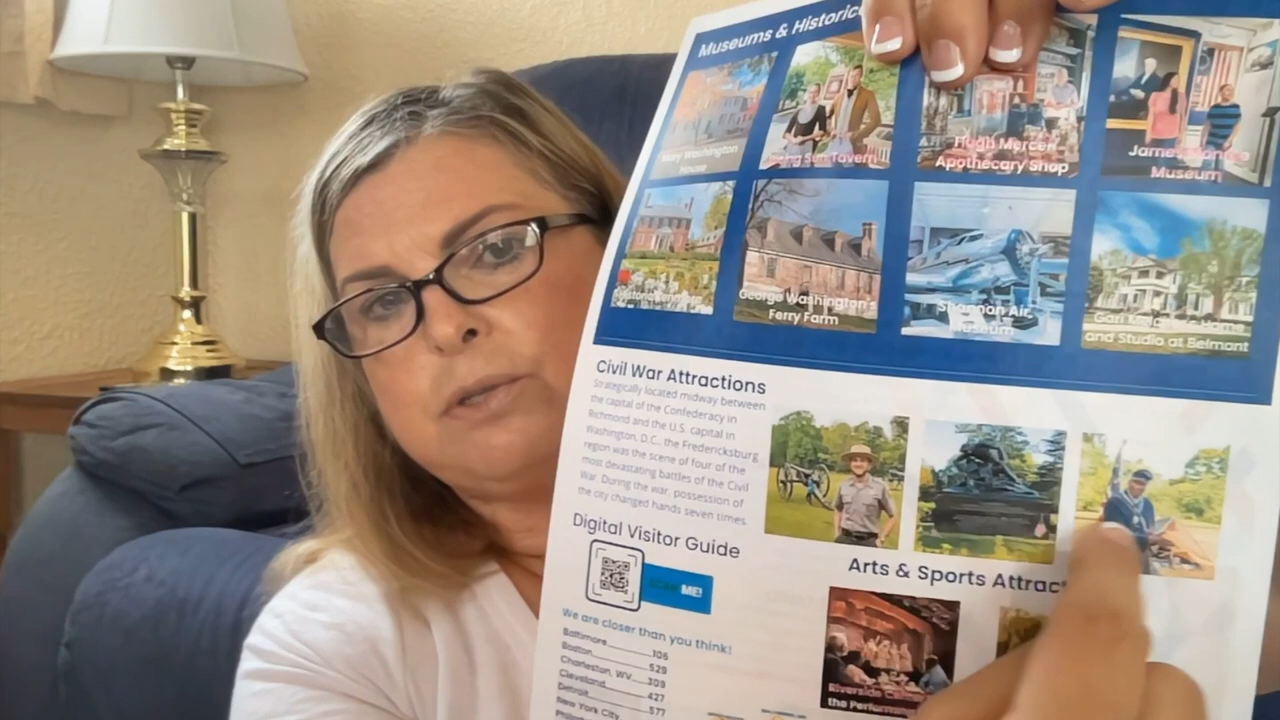 Museums & Historic
Washington
House
Rising Sun Tavern
Hugh Mercer
Apothecary Shop
James Monroe
Museum
George Washington's
Ferry Farm
Shannon Air
Museum
Gari Melchers Home
and Studio at Belmont
Civil War Attractions
Strategically located midway between
the capital of the Confederacy in
Richmond and the U.S. capital in
Washington, D.C., the Fredericksburg
region was the scene of four of the
most devastating battles of the Civil
War. During the war, possession of
the city changed hands seven times.
Digital Visitor Guide
SCAN ME!
Arts & Sports Attrac
We are closer than you think!
Baltimore 106
Boston 529
Charleston, WV 309
Cleveland 427
Detroit 577
New York City
Riverside Cen
the Performin